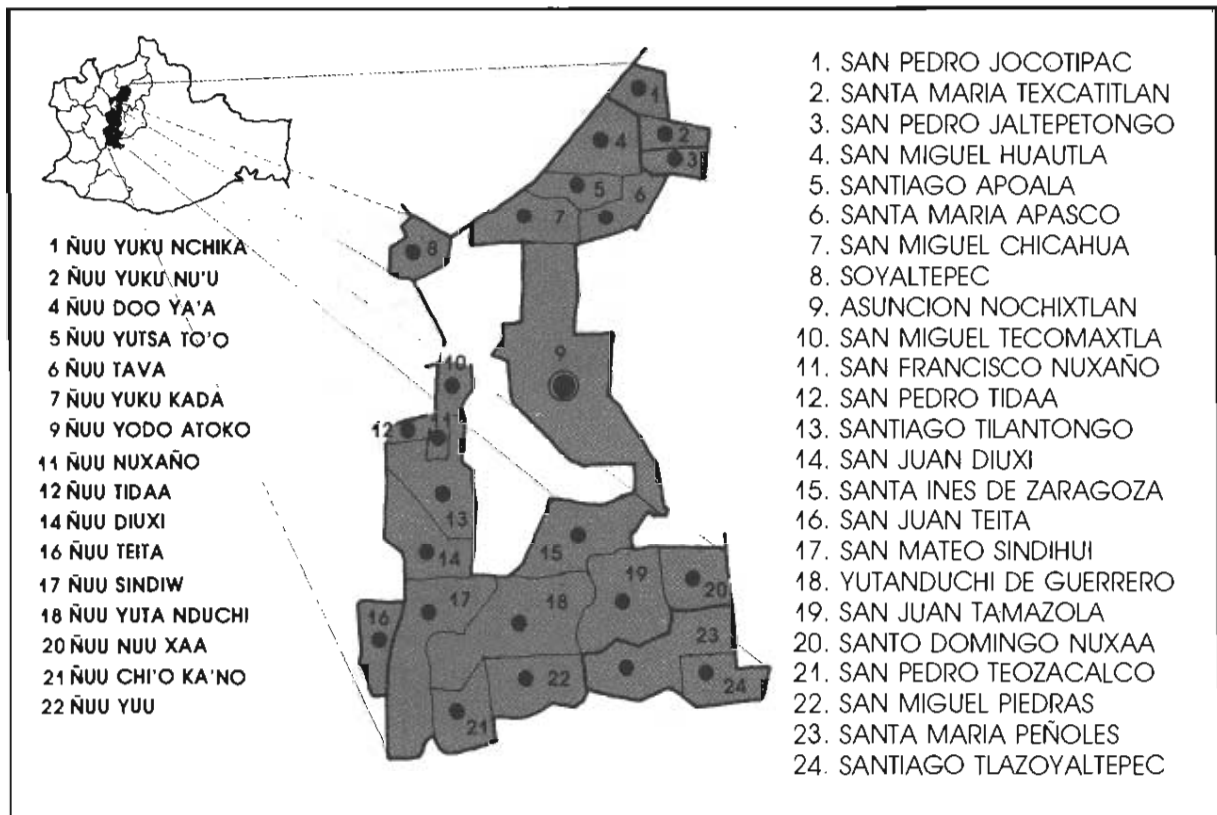 1 ÑUU YUKU NCHIKA
2 ÑUU YUKU NU'U
4 ÑUU DOO YA'A
5 ÑUU YUTSA TO'O
6 ÑUU TAVA
7 ÑUU YUKU KADA
9 ÑUU YODO ATOKO
11 ÑUU NUXAÑO
12 ÑUU TIDAA
14 ÑUU DIUXI
16 ÑUU TEITA
17 ÑUU SINDIW
18 ÑUU YUTA NDUCHI
20 ÑUU NUU XAA
21 ÑUU CHI'O KA'NO
22 ÑUU YUU
1
2
4
3
5
6
7
8
9
10
12
11
13
14
15
19
20
16
17
18
23
22
24
21
1. SAN PEDRO JOCOTIPAC
2. SANTA MARIA TEXCATITLAN
3. SAN PEDRO JALTEPETONGO
4. SAN MIGUEL HUAUTLA
5. SANTIAGO APOALA
6. SANTA MARIA APASCO
7. SAN MIGUEL CHICAHUA
8. SOYALTEPEC
9. ASUNCION NOCHIXTLAN
10. SAN MIGUEL TECOMAXTLA
11. SAN FRANCISCO NUXAÑO
12. SAN PEDRO TIDAA
13. SANTIAGO TILANTONGO
14. SAN JUAN DIUXI
15. SANTA INES DE ZARAGOZA
16. SAN JUAN TEITA
17. SAN MATEO SINDIHUI
18. YUTANDUCHI DE GUERRERO
19. SAN JUAN TAMAZOLA
20. SANTO DOMINGO NUXAA
21. SAN PEDRO TEOZACALCO
22. SAN MIGUEL PIEDRAS
23. SANTA MARIA PEÑOLES
24. SANTIAGO TLAZOYALTEPEC